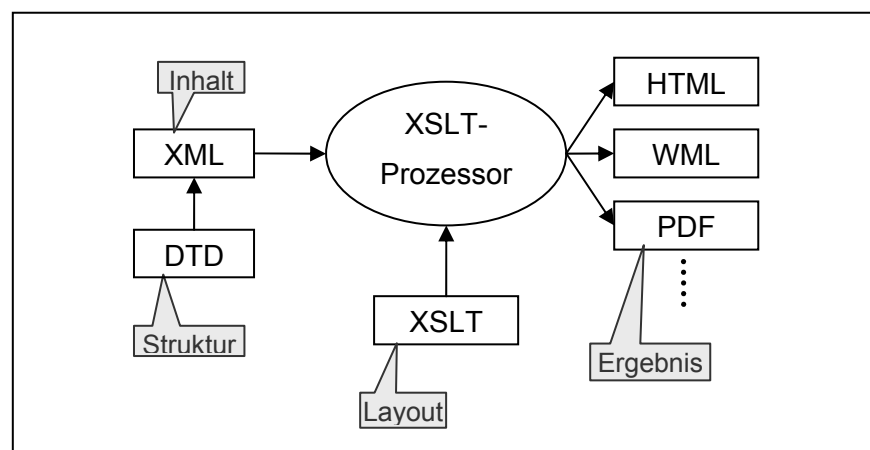 Inhalt
XML
DTD
Struktur
XSLT-
Prozessor
XSLT
Layout
HTML
WML
PDF
Ergebnis